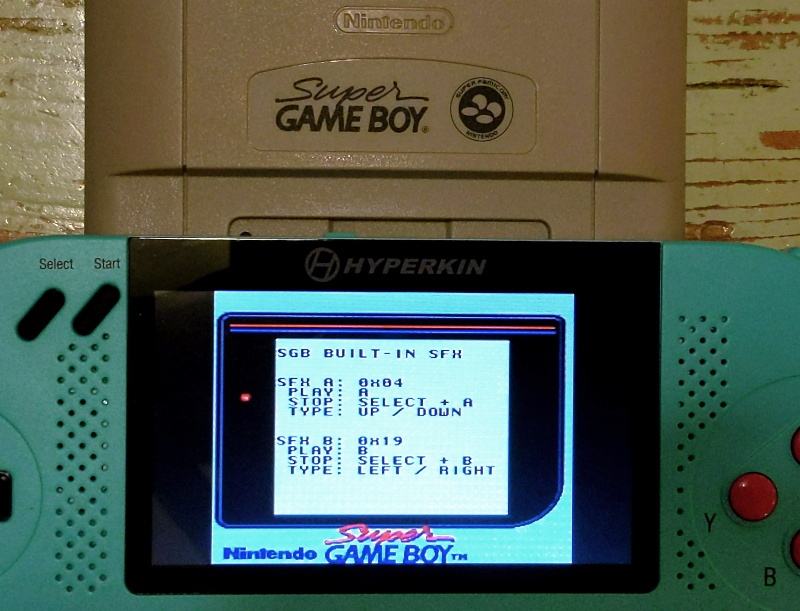 Nintendo
Super
GAME BOY®
SUPER FAMICOM
NINTENDO
HYPERKIN
Select Start
SGB BUILT-IN SFX
SFX A: 0x04
PLAY: A
STOP: SELECT + A
TYPE: UP / DOWN
SFX B: 0x19
PLAY: B
STOP: SELECT + B
TYPE: LEFT / RIGHT
Super
Nintendo GAME BOY™
Y
B